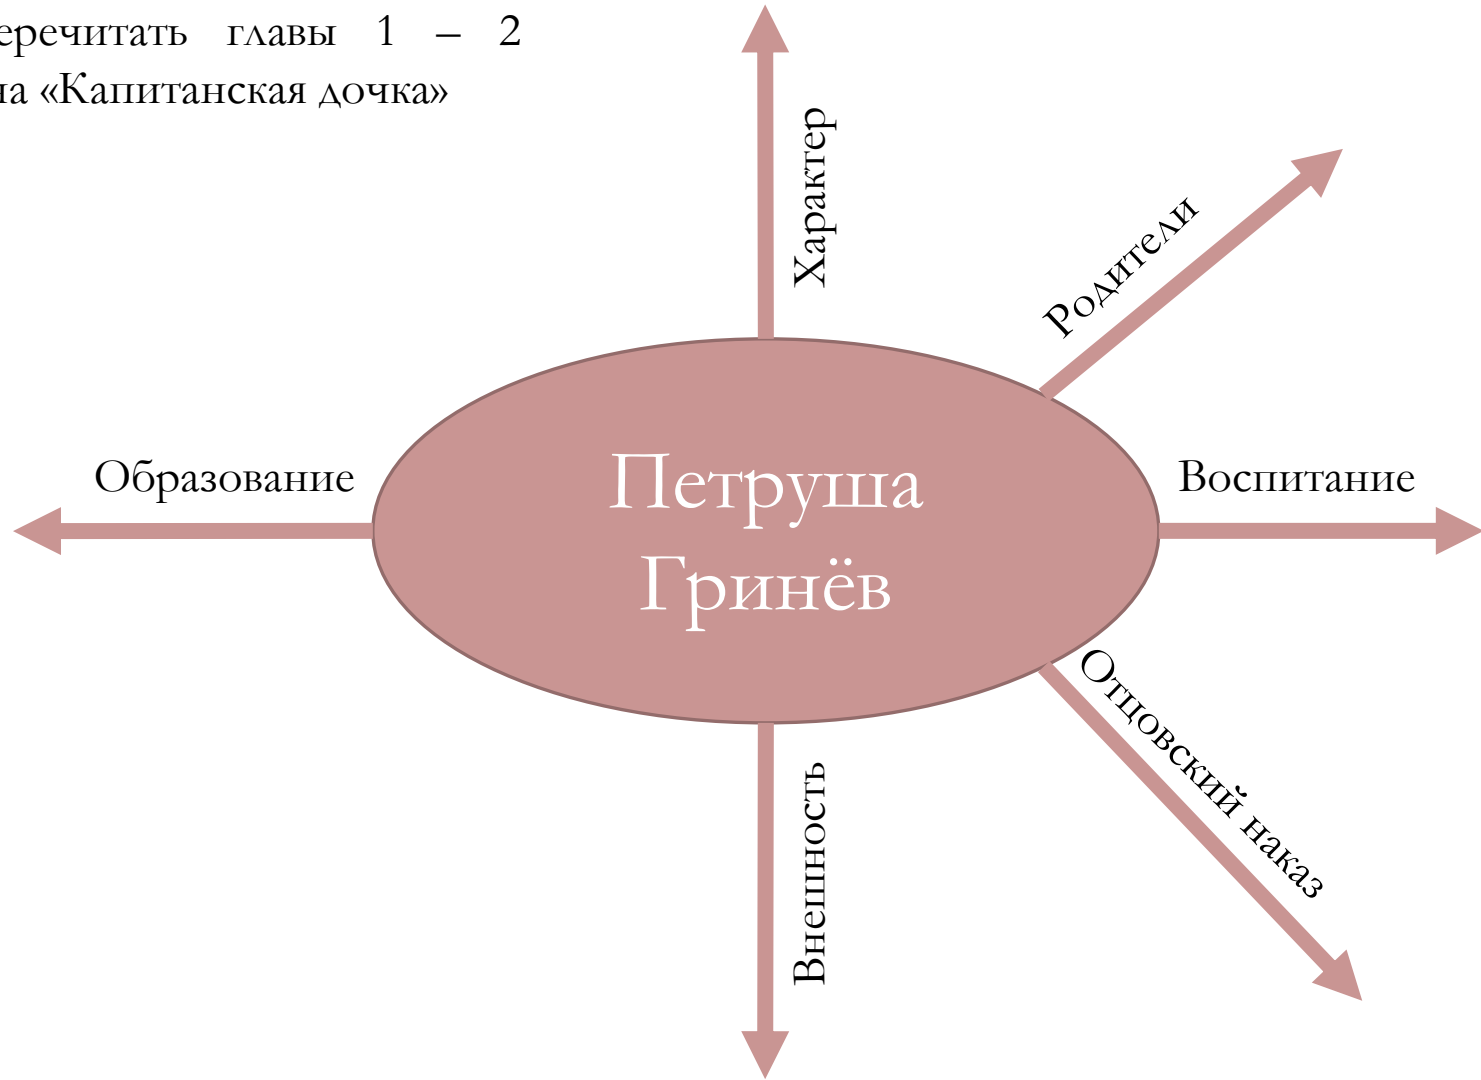 еречитать главы 1 – 2
на «Капитанская дочка»
Характер
Родители
Образование
Воспитание
Петруша
Гринёв
Отцовский наказ
Внешность